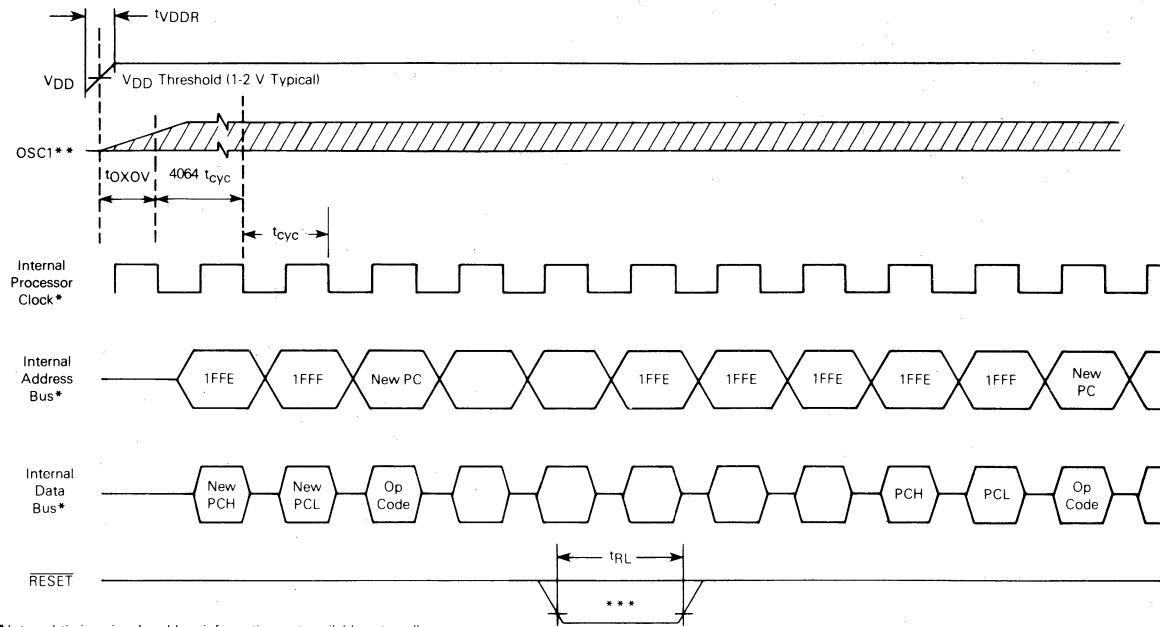 tVDDR
VDD
VDD Threshold (1-2 V Typical)
OSC1**
tOXOV
4064 tcyc
tcyc
Internal
Processor
Clock*
Internal
Address
Bus*
1FFE
1FFF
New PC
1FFE
1FFE
1FFE
1FFE
1FFF
New
PC
Internal
Data
Bus*
New
PCH
New
PCL
Op
Code
PCH
PCL
Op
Code
tRL
RESET
***